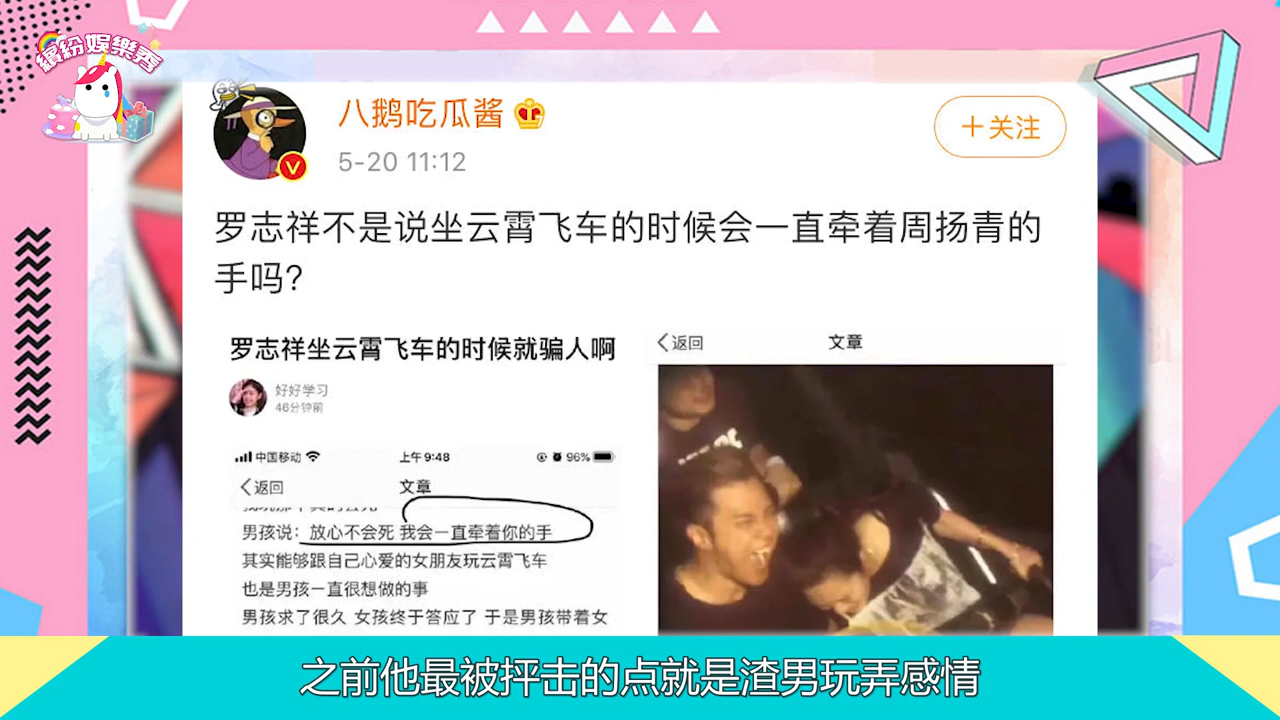 繽紛娛樂秀
八鹅吃瓜酱
5-20 11:12
+关注
罗志祥不是说坐云霄飞车的时候会一直牵着周扬青的
手吗?
罗志祥坐云霄飞车的时候就骗人啊
好好学习
46分钟前
中国移动 上午9:48 96%
返回 文章
男孩说: 放心不会死 我会一直牵着你的手
其实能够跟自己心爱的女朋友玩云霄飞车
也是男孩一直很想做的事
男孩求了很久 女孩终于答应了 于是男孩带着女
返回 文章
之前他最被抨击的点就是渣男玩弄感情